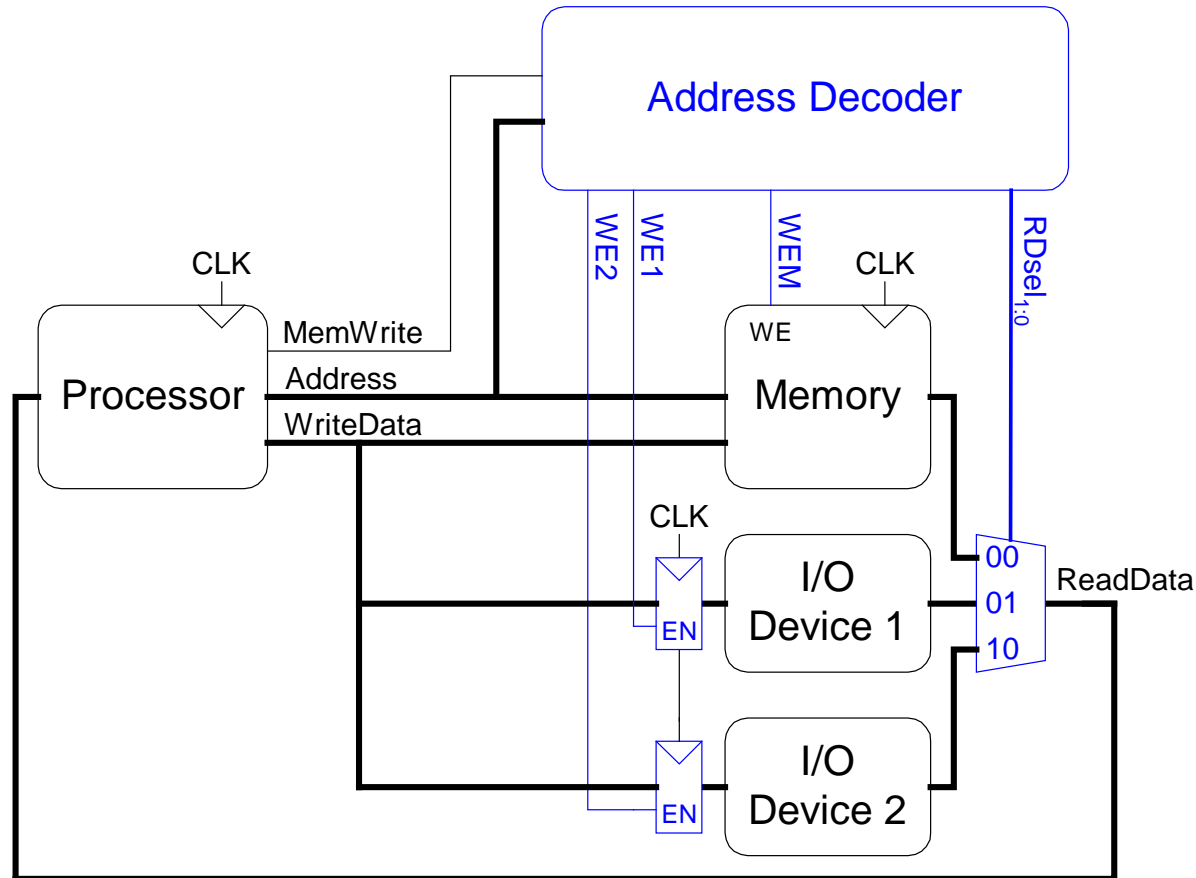 Address Decoder
WE2
WE1
WEM
RDsel1:0
CLK
CLK
MemWrite
WE
Processor
Address
Memory
WriteData
CLK
00
I/O
Device 1
ReadData
01
EN
10
I/O
Device 2
EN